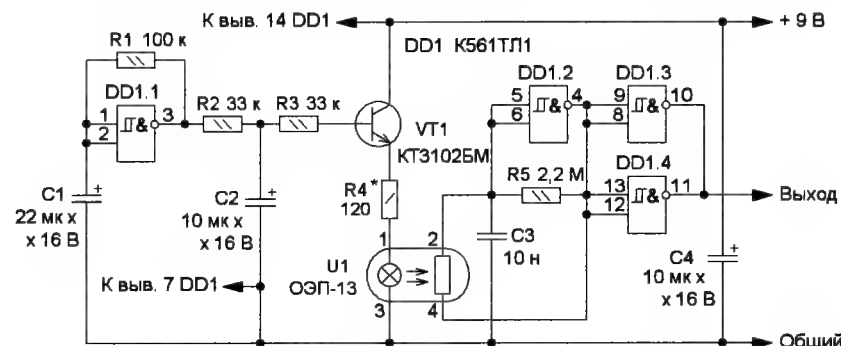 К выв. 14 DD1
+ 9 В
R1 100 к
DD1 К561ТЛ1
DD1.1
DD1.2
DD1.3
1
2
&
3
R2 33 к
R3 33 к
5
6
&
4
9
8
&
10
VT1
КТ3102БМ
DD1.4
R4*
120
R5 2,2 М
13
12
&
11
Выход
C1
22 мк х
х 16 В
C2
10 мк х
х 16 В
C3
10 н
C4
10 мк х
х 16 В
U1
ОЭП-13
1
2
3
4
К выв. 7 DD1
Общий
+
+
+